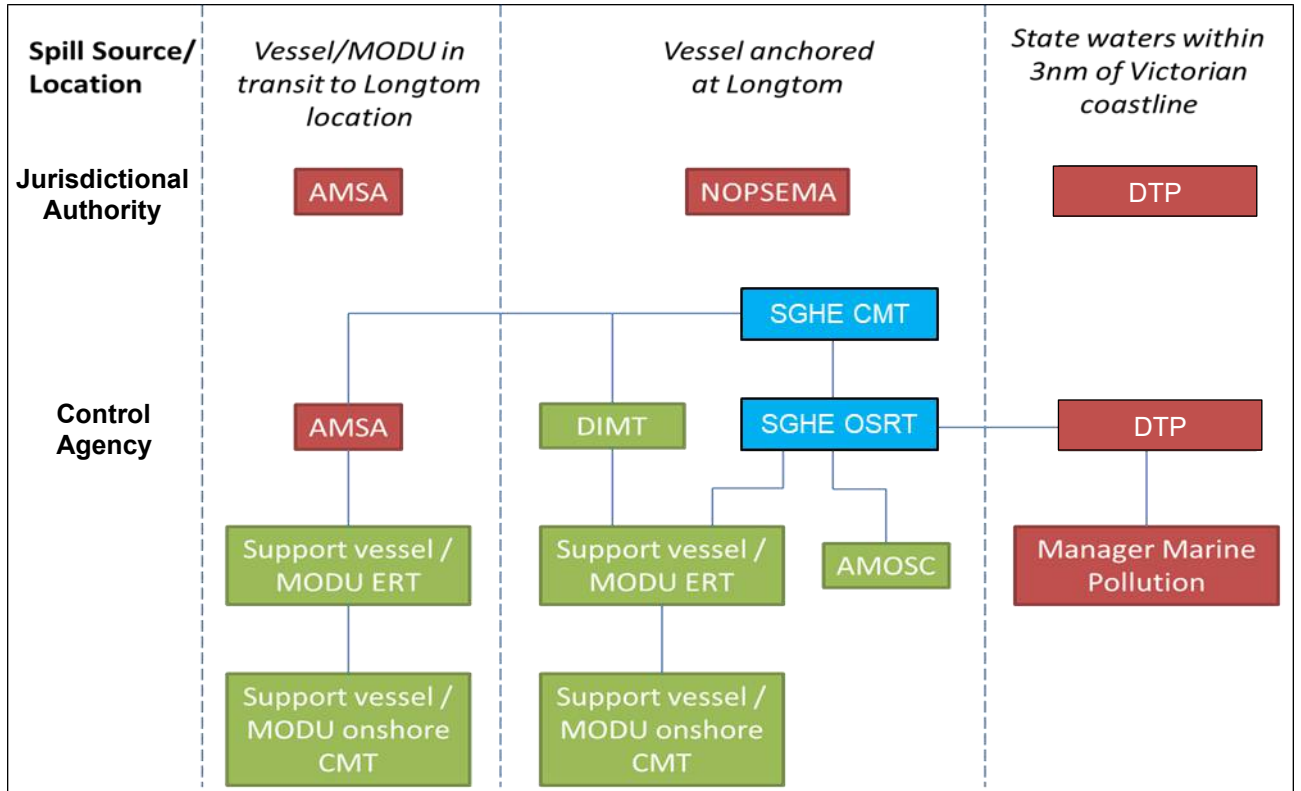 Spill Source/
Location
Vessel/MODU in
transit to Longtom
location
Vessel anchored
at Longtom
State waters within
3nm of Victorian
coastline
Jurisdictional
Authority
AMSA
NOPSEMA
DTP
SGHE CMT
Control
Agency
AMSA
DIMT
SGHE OSRT
DTP
Support vessel /
MODU ERT
Support vessel /
MODU ERT
AMOSC
Manager Marine
Pollution
Support vessel /
MODU onshore
CMT
Support vessel /
MODU onshore
CMT